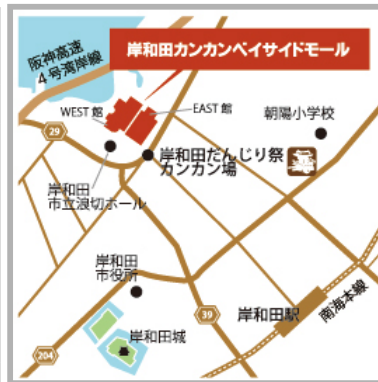 岸和田カンカンベイサイドモール
阪神高速
4号湾岸線
WEST館
EAST館
朝陽小学校
29
岸和田だんじり祭
カンカン場
岸和田
市立浪切ホール
岸和田
市役所
39
岸和田駅
南海本線
岸和田城
204